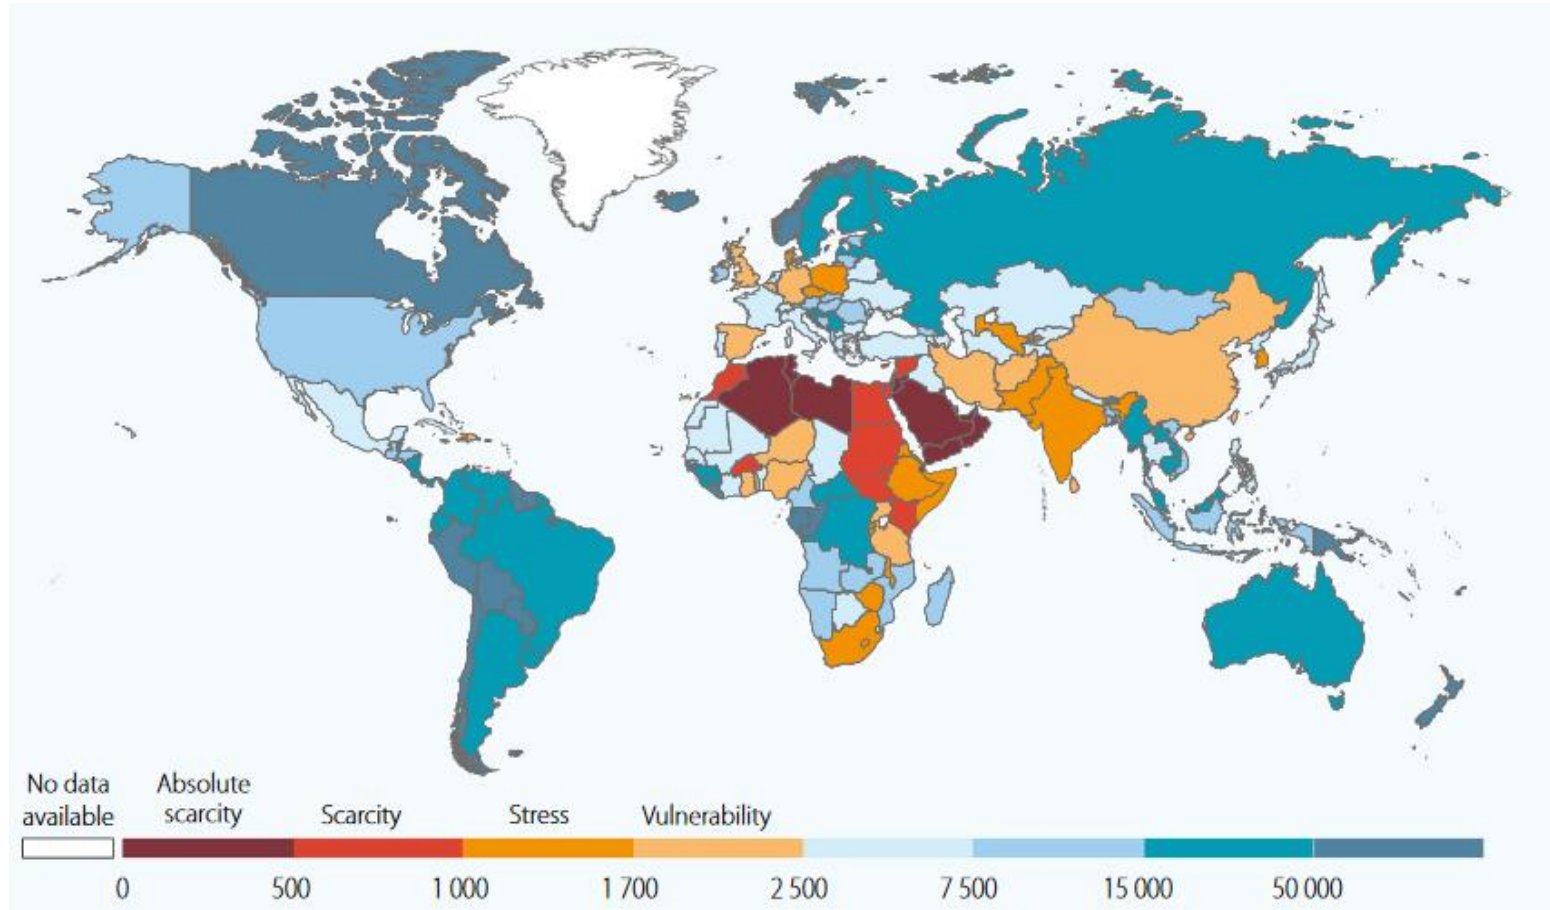 No data
available
Absolute
scarcity
Scarcity
Stress
Vulnerability
0
500
1 000
1 700
2 500
7 500
15 000
50 000